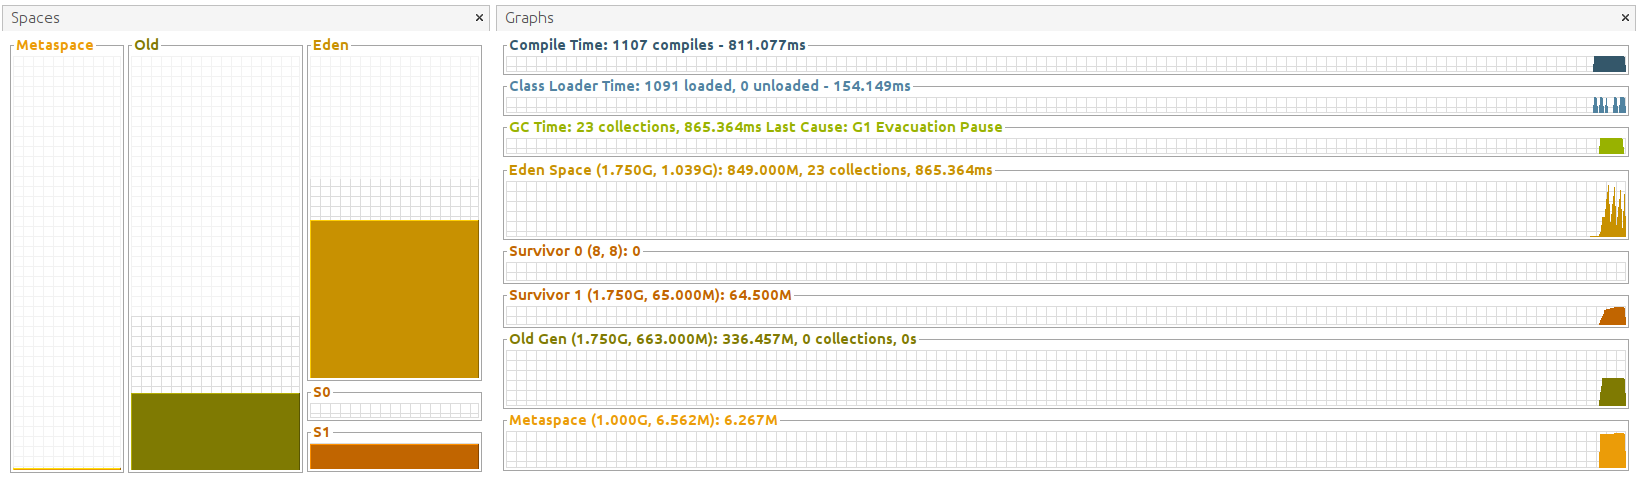 Spaces ×
Metaspace
Old
Eden
S0
S1
Graphs ×
Compile Time: 1107 compiles - 811.077ms
Class Loader Time: 1091 loaded, 0 unloaded - 154.149ms
GC Time: 23 collections, 865.364ms Last Cause: G1 Evacuation Pause
Eden Space (1.750G, 1.039G): 849.000M, 23 collections, 865.364ms
Survivor 0 (8, 8): 0
Survivor 1 (1.750G, 65.000M): 64.500M
Old Gen (1.750G, 663.000M): 336.457M, 0 collections, 0s
Metaspace (1.000G, 6.562M): 6.267M